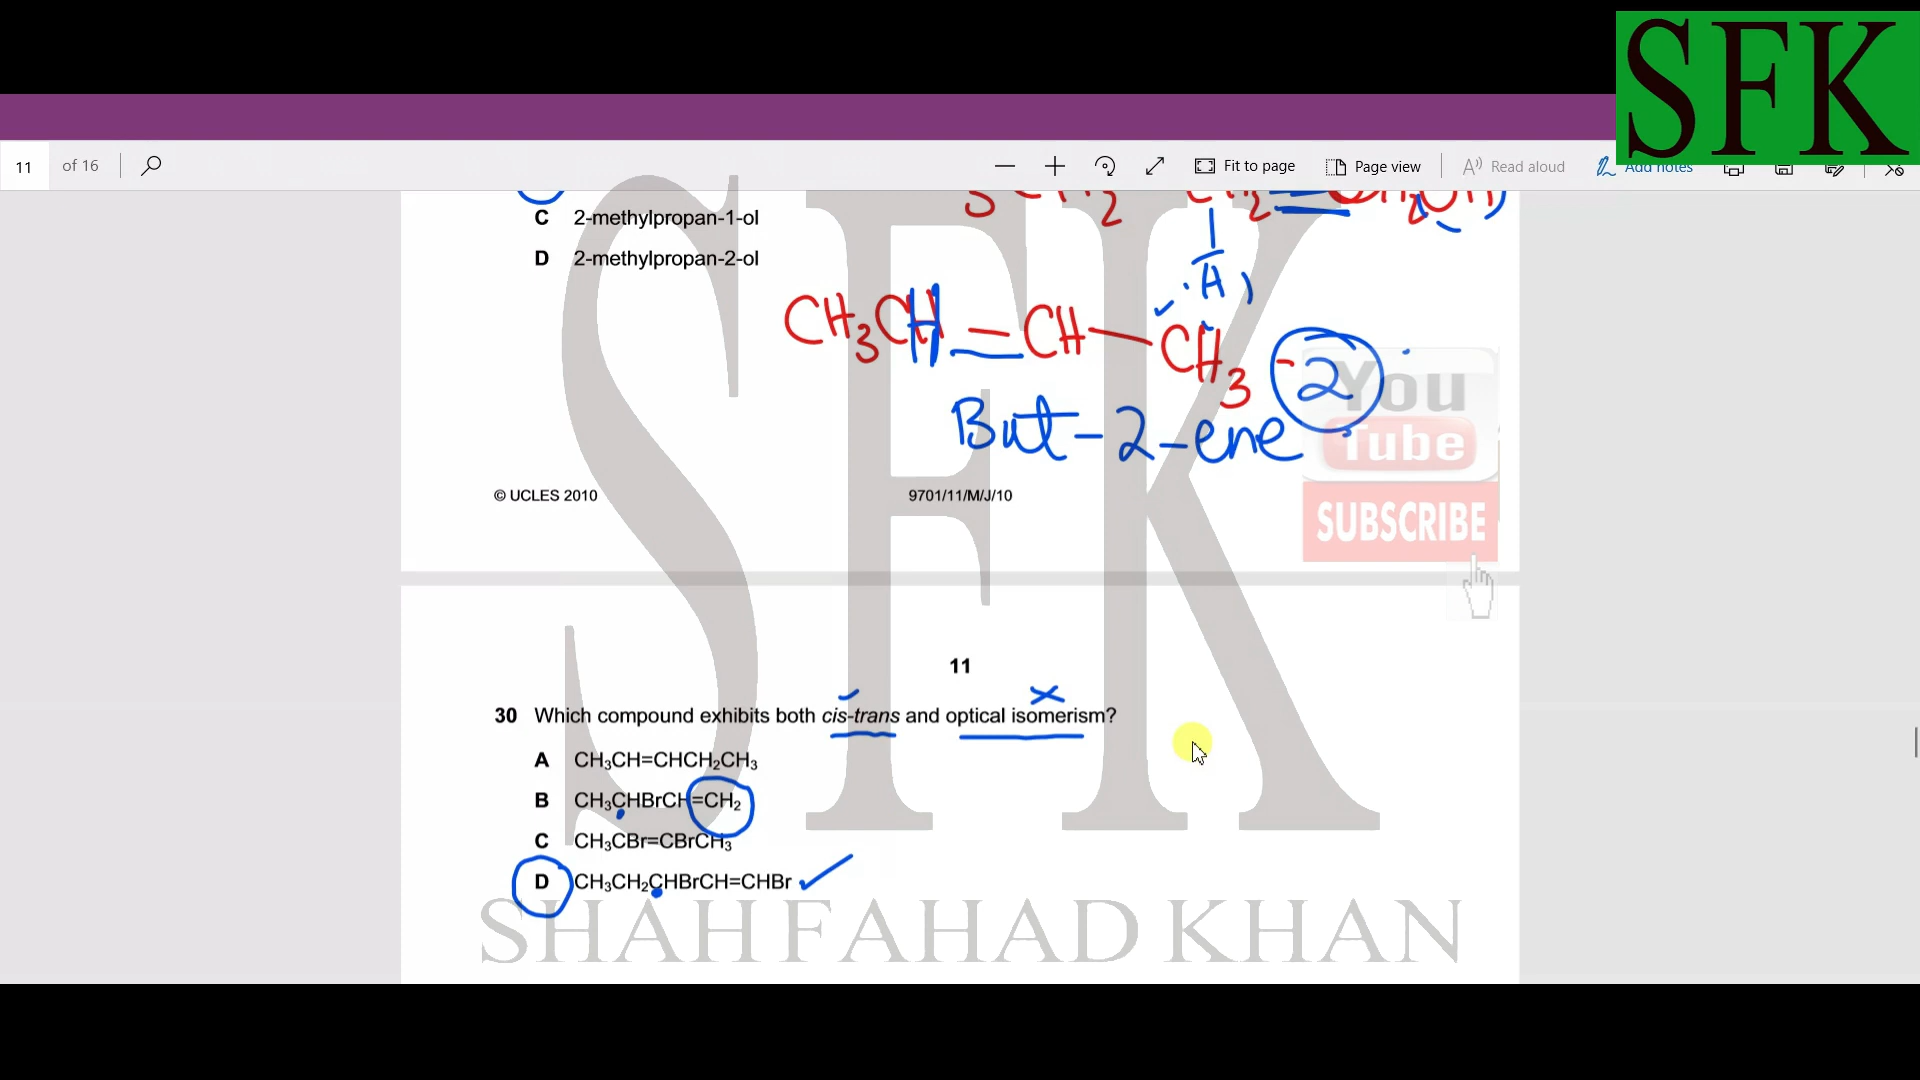 SFK
11 of 16
Fit to page
Page view
Read aloud
Add notes
C 2-methylpropan-1-ol
D 2-methylpropan-2-ol
H
CH₃CH=CH—CH₃ 2
But-2-ene
You
Tube
SUBSCRIBE
© UCLES 2010 9701/11/M/J/10
11
30 Which compound exhibits both cis-trans and optical isomerism?
A CH₃CH=CHCH₂CH₃
B CH₃CHBrCH=CH₂
C CH₃CBr=CBrCH₃
D CH₃CH₂CHBrCH=CHBr
SFK
SHAH FAHAD KHAN